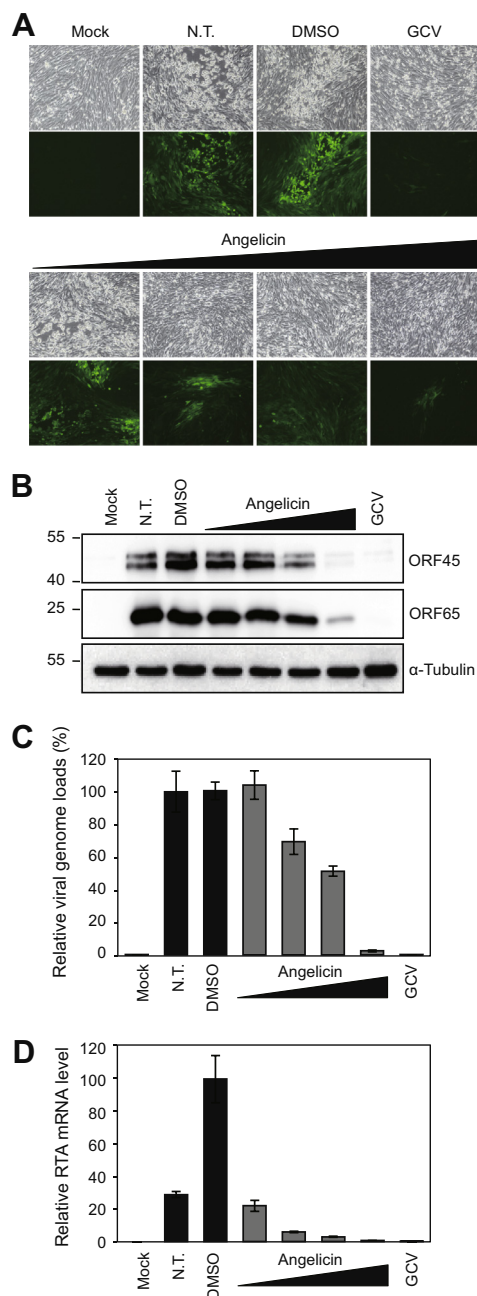 A
Mock N.T. DMSO GCV
Angelicin
B
Mock N.T. DMSO Angelicin GCV
55
40
ORF45
25
ORF65
55
α-Tubulin
C
Relative viral genome loads (%)
120
100
80
60
40
20
0
Mock N.T. DMSO Angelicin GCV
D
Relative RTA mRNA level
120
100
80
60
40
20
0
Mock N.T. DMSO Angelicin GCV